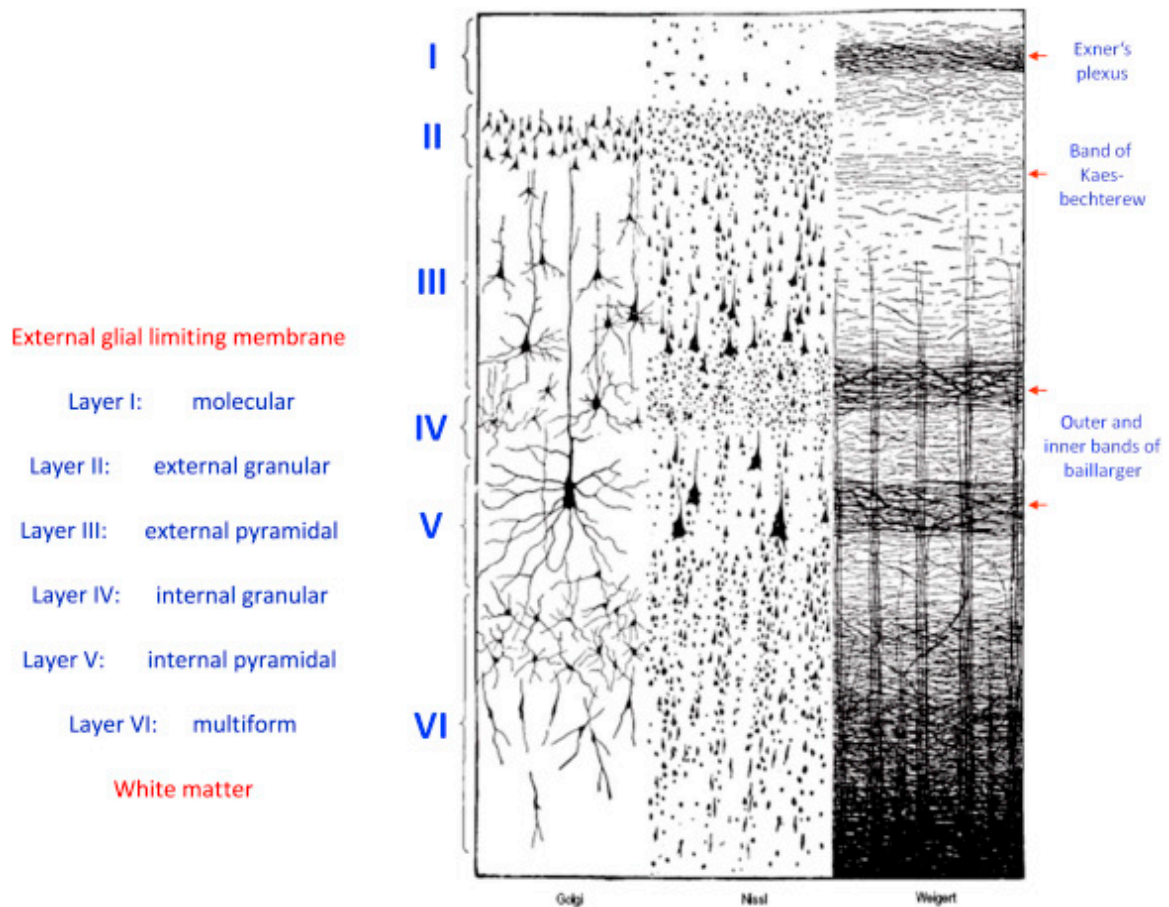 External glial limiting membrane
Layer I: molecular
Layer II: external granular
Layer III: external pyramidal
Layer IV: internal granular
Layer V: internal pyramidal
Layer VI: multiform
White matter
I
II
III
IV
V
VI
Exner's
plexus
Band of
Kaes-
bechterew
Outer and
inner bands of
baillarger
Golgi
Nissl
Weigert